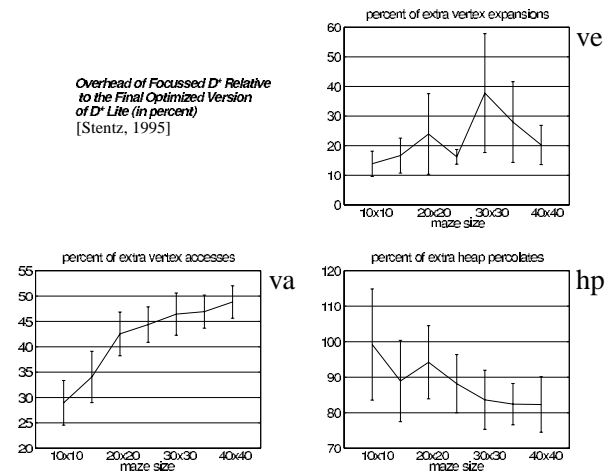 percent of extra vertex expansions
ve
60
50
40
30
20
10
0
10x10 20x20 30x30 40x40
maze size
Overhead of Focussed D* Relative
to the Final Optimized Version
of D* Lite (in percent)
[Stentz, 1995]
percent of extra vertex accesses
va
55
50
45
40
35
30
25
20
10x10 20x20 30x30 40x40
maze size
percent of extra heap percolates
hp
120
110
100
90
80
70
10x10 20x20 30x30 40x40
maze size